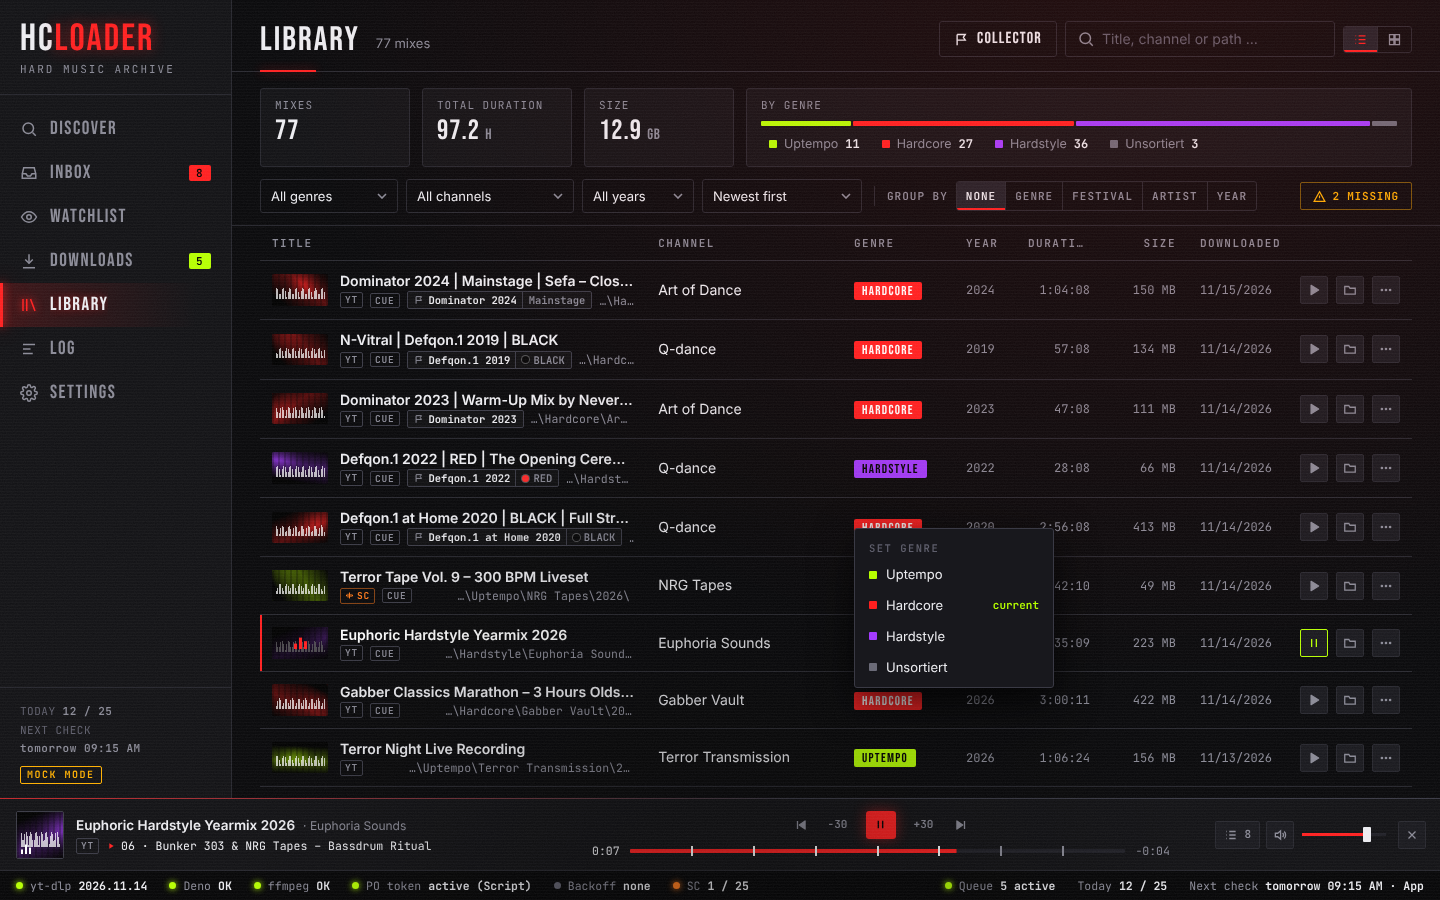 HCLOADER
HARD MUSIC ARCHIVE
DISCOVER
INBOX 8
WATCHLIST
DOWNLOADS 5
LIBRARY
LOG
SETTINGS
TODAY 12 / 25
NEXT CHECK
tomorrow 09:15 AM
MOCK MODE
LIBRARY 77 mixes
COLLECTOR
Title, channel or path ...
MIXES
77
TOTAL DURATION
97.2 H
SIZE
12.9 GB
BY GENRE
Uptempo 11 Hardcore 27 Hardstyle 36 Unsortiert 3
All genres All channels All years Newest first GROUP BY NONE GENRE FESTIVAL ARTIST YEAR 2 MISSING
TITLE CHANNEL GENRE YEAR DURATI… SIZE DOWNLOADED
Dominator 2024 | Mainstage | Sefa – Clos…
YT CUE Dominator 2024 Mainstage …\Ha…
Art of Dance HARDCORE 2024 1:04:08 150 MB 11/15/2026
N-Vitral | Defqon.1 2019 | BLACK
YT CUE Defqon.1 2019 BLACK …\Hardc…
Q-dance HARDCORE 2019 57:08 134 MB 11/14/2026
Dominator 2023 | Warm-Up Mix by Never…
YT CUE Dominator 2023 …\Hardcore\Ar…
Art of Dance HARDCORE 2023 47:08 111 MB 11/14/2026
Defqon.1 2022 | RED | The Opening Cere…
YT CUE Defqon.1 2022 RED …\Hardst…
Q-dance HARDSTYLE 2022 28:08 66 MB 11/14/2026
Defqon.1 at Home 2020 | BLACK | Full Str…
YT CUE Defqon.1 at Home 2020 BLACK …
Q-dance HARDCORE 2020 2:56:08 413 MB 11/14/2026
Terror Tape Vol. 9 – 300 BPM Liveset
SC CUE …\Uptempo\NRG Tapes\2026\
NRG Tapes 42:10 49 MB 11/14/2026
Euphoric Hardstyle Yearmix 2026
YT CUE …\Hardstyle\Euphoria Sound…
Euphoria Sounds 35:09 223 MB 11/14/2026
Gabber Classics Marathon – 3 Hours Olds…
YT CUE …\Hardcore\Gabber Vault\20…
Gabber Vault HARDCORE 2026 3:00:11 422 MB 11/14/2026
Terror Night Live Recording
YT …\Uptempo\Terror Transmission\2…
Terror Transmission UPTEMPO 2026 1:06:24 156 MB 11/13/2026
SET GENRE
Uptempo
Hardcore current
Hardstyle
Unsortiert
Euphoric Hardstyle Yearmix 2026 · Euphoria Sounds
YT 06 · Bunker 303 & NRG Tapes – Bassdrum Ritual
-30 +30
0:07 -0:04
8
yt-dlp 2026.11.14 Deno OK ffmpeg OK PO token active (Script) Backoff none SC 1 / 25 Queue 5 active Today 12 / 25 Next check tomorrow 09:15 AM · App